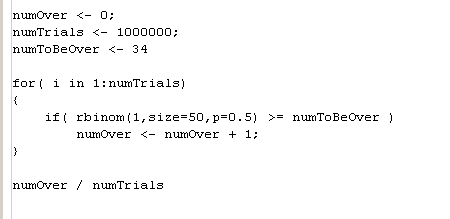 numOver <- 0;
numTrials <- 1000000;
numToBeOver <- 34
for( i in 1:numTrials)
{
if( rbinom(1,size=50,p=0.5) >= numToBeOver )
numOver <- numOver + 1;
}
numOver / numTrials